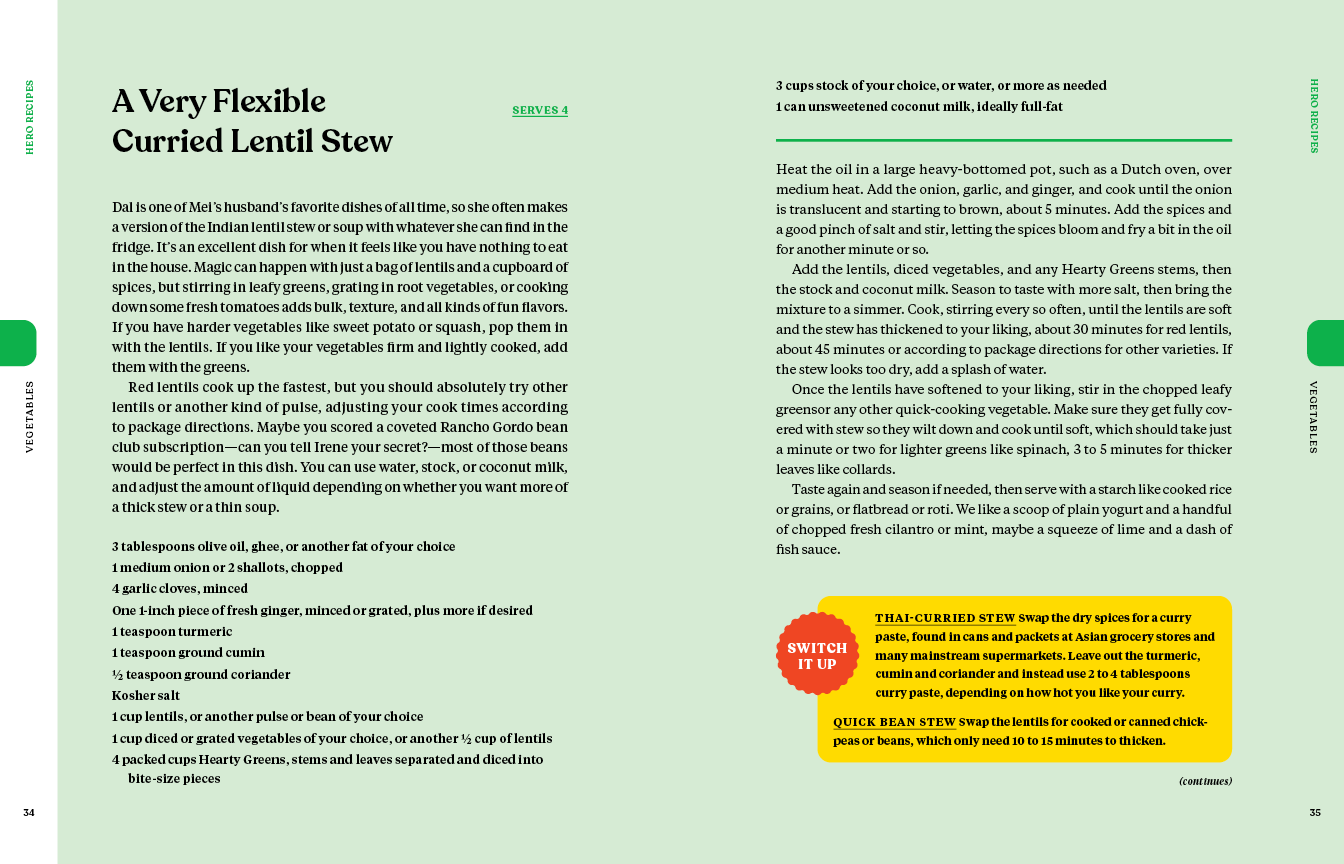 HERO RECIPES
VEGETABLES
34
A Very Flexible
Curried Lentil Stew
SERVES 4
Dal is one of Mei’s husband’s favorite dishes of all time, so she often makes
a version of the Indian lentil stew or soup with whatever she can find in the
fridge. It’s an excellent dish for when it feels like you have nothing to eat
in the house. Magic can happen with just a bag of lentils and a cupboard of
spices, but stirring in leafy greens, grating in root vegetables, or cooking
down some fresh tomatoes adds bulk, texture, and all kinds of fun flavors.
If you have harder vegetables like sweet potato or squash, pop them in
with the lentils. If you like your vegetables firm and lightly cooked, add
them with the greens.
Red lentils cook up the fastest, but you should absolutely try other
lentils or another kind of pulse, adjusting your cook times according
to package directions. Maybe you scored a coveted Rancho Gordo bean
club subscription—can you tell Irene your secret?—most of those beans
would be perfect in this dish. You can use water, stock, or coconut milk,
and adjust the amount of liquid depending on whether you want more of
a thick stew or a thin soup.
3 tablespoons olive oil, ghee, or another fat of your choice
1 medium onion or 2 shallots, chopped
4 garlic cloves, minced
One 1-inch piece of fresh ginger, minced or grated, plus more if desired
1 teaspoon turmeric
1 teaspoon ground cumin
½ teaspoon ground coriander
Kosher salt
1 cup lentils, or another pulse or bean of your choice
1 cup diced or grated vegetables of your choice, or another ½ cup of lentils
4 packed cups Hearty Greens, stems and leaves separated and diced into
bite-size pieces
3 cups stock of your choice, or water, or more as needed
1 can unsweetened coconut milk, ideally full-fat
Heat the oil in a large heavy-bottomed pot, such as a Dutch oven, over
medium heat. Add the onion, garlic, and ginger, and cook until the onion
is translucent and starting to brown, about 5 minutes. Add the spices and
a good pinch of salt and stir, letting the spices bloom and fry a bit in the oil
for another minute or so.
Add the lentils, diced vegetables, and any Hearty Greens stems, then
the stock and coconut milk. Season to taste with more salt, then bring the
mixture to a simmer. Cook, stirring every so often, until the lentils are soft
and the stew has thickened to your liking, about 30 minutes for red lentils,
about 45 minutes or according to package directions for other varieties. If
the stew looks too dry, add a splash of water.
Once the lentils have softened to your liking, stir in the chopped leafy
greensor any other quick-cooking vegetable. Make sure they get fully cov-
ered with stew so they wilt down and cook until soft, which should take just
a minute or two for lighter greens like spinach, 3 to 5 minutes for thicker
leaves like collards.
Taste again and season if needed, then serve with a starch like cooked rice
or grains, or flatbread or roti. We like a scoop of plain yogurt and a handful
of chopped fresh cilantro or mint, maybe a squeeze of lime and a dash of
fish sauce.
SWITCH
IT UP
THAI-CURRIED STEW Swap the dry spices for a curry
paste, found in cans and packets at Asian grocery stores and
many mainstream supermarkets. Leave out the turmeric,
cumin and coriander and instead use 2 to 4 tablespoons
curry paste, depending on how hot you like your curry.
QUICK BEAN STEW Swap the lentils for cooked or canned chick-
peas or beans, which only need 10 to 15 minutes to thicken.
(continues)
HERO RECIPES
VEGETABLES
35